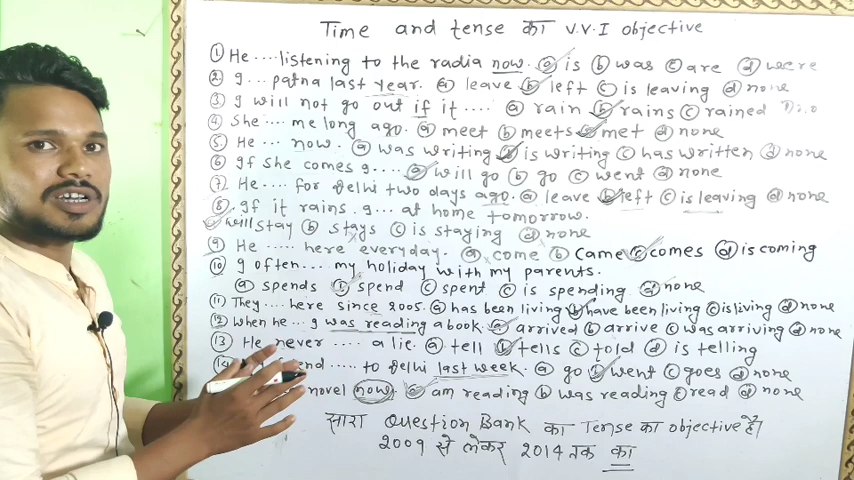 Time and tense का V.V.I objective
① He ....listening to the radia now. ⓐ is ⓑ was ⓒ are ⓓ were
② I ... patna last year. ⓐ leave ⓑ left ⓒ is leaving ⓓ none
③ I will not go out if it .... ⓐ rain ⓑ rains ⓒ rained
④ She .... me long ago. ⓐ meet ⓑ meets ⓒ met ⓓ none
⑤ He ... now. ⓐ was writing ⓑ is writing ⓒ has written ⓓ none
⑥ If She comes I.... ⓐ will go ⓑ go ⓒ went ⓓ none
⑦ He .... for Delhi two days ago. ⓐ leave ⓑ left ⓒ is leaving ⓓ none
⑧ If it rains. I ... at home tomorrow.
will stay ⓑ stays ⓒ is staying ⓓ none
⑨ He ..... here everyday. ⓐ come ⓑ came ⓒ comes ⓓ is coming
⑩ I often... my holiday with my parents.
ⓐ spends ⓑ spend ⓒ spent ⓒ is spending ⓓ none
⑪ They .... here since 2005. ⓐ has been living ⓑ have been living ⓒ is living ⓓ none
⑫ When he ... I was reading a book. ⓐ arrived ⓑ arrive ⓒ was arriving ⓓ none
⑬ He never .... a lie. ⓐ tell ⓑ tells ⓒ told ⓓ is telling
⑭ ..... to Delhi last week. ⓐ go ⓑ went ⓒ goes ⓓ none
novel now. ⓐ am reading ⓑ was reading ⓒ read ⓓ none
सारा Question Bank का Tense का objective है।
2009 से लेकर 2014 तक का